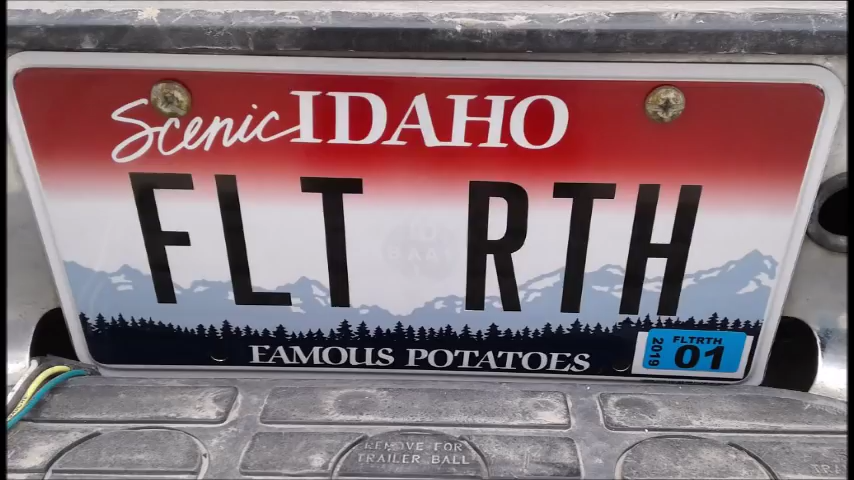 Scenic IDAHO
FLT RTH
FAMOUS POTATOES
2019
FLTRTH
01
REMOVE FOR
TRAILER BALL